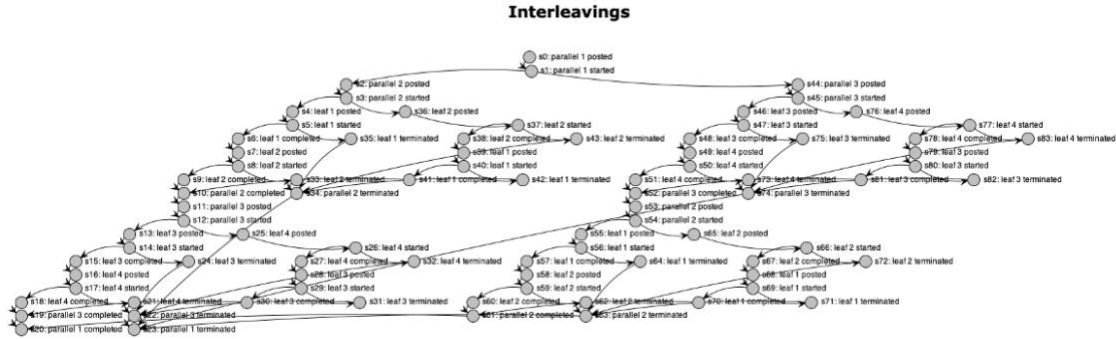 Interleavings
s0: parallel 1 posted
s1: parallel 1 started
s2: parallel 2 posted
s44: parallel 3 posted
s3: parallel 2 started
s45: parallel 3 started
s4: leaf 1 posted
s36: leaf 2 posted
s46: leaf 3 posted
s76: leaf 4 posted
s5: leaf 1 started
s37: leaf 2 started
s47: leaf 3 started
s77: leaf 4 started
s6: leaf 1 completed
s35: leaf 1 terminated
s38: leaf 2 completed
s43: leaf 2 terminated
s48: leaf 3 completed
s75: leaf 3 terminated
s78: leaf 4 completed
s83: leaf 4 terminated
s7: leaf 2 posted
s39: leaf 1 posted
s49: leaf 4 posted
s79: leaf 3 posted
s8: leaf 2 started
s40: leaf 1 started
s50: leaf 4 started
s80: leaf 3 started
s9: leaf 2 completed
s33: leaf 2 terminated
s41: leaf 1 completed
s42: leaf 1 terminated
s51: leaf 4 completed
s73: leaf 4 terminated
s81: leaf 3 completed
s82: leaf 3 terminated
s10: parallel 2 completed
s34: parallel 2 terminated
s52: parallel 3 completed
s74: parallel 3 terminated
s11: parallel 3 posted
s53: parallel 2 posted
s12: parallel 3 started
s54: parallel 2 started
s13: leaf 3 posted
s25: leaf 4 posted
s55: leaf 1 posted
s65: leaf 2 posted
s14: leaf 3 started
s26: leaf 4 started
s56: leaf 1 started
s66: leaf 2 started
s15: leaf 3 completed
s24: leaf 3 terminated
s27: leaf 4 completed
s32: leaf 4 terminated
s57: leaf 1 completed
s64: leaf 1 terminated
s67: leaf 2 completed
s72: leaf 2 terminated
s16: leaf 4 posted
s28: leaf 3 posted
s58: leaf 2 posted
s68: leaf 1 posted
s17: leaf 4 started
s29: leaf 3 started
s59: leaf 2 started
s69: leaf 1 started
s18: leaf 4 completed
s21: leaf 4 terminated
s30: leaf 3 completed
s31: leaf 3 terminated
s60: leaf 2 completed
s62: leaf 2 terminated
s70: leaf 1 completed
s71: leaf 1 terminated
s19: parallel 3 completed
s22: parallel 3 terminated
s61: parallel 2 completed
s63: parallel 2 terminated
s20: parallel 1 completed
s23: parallel 1 terminated